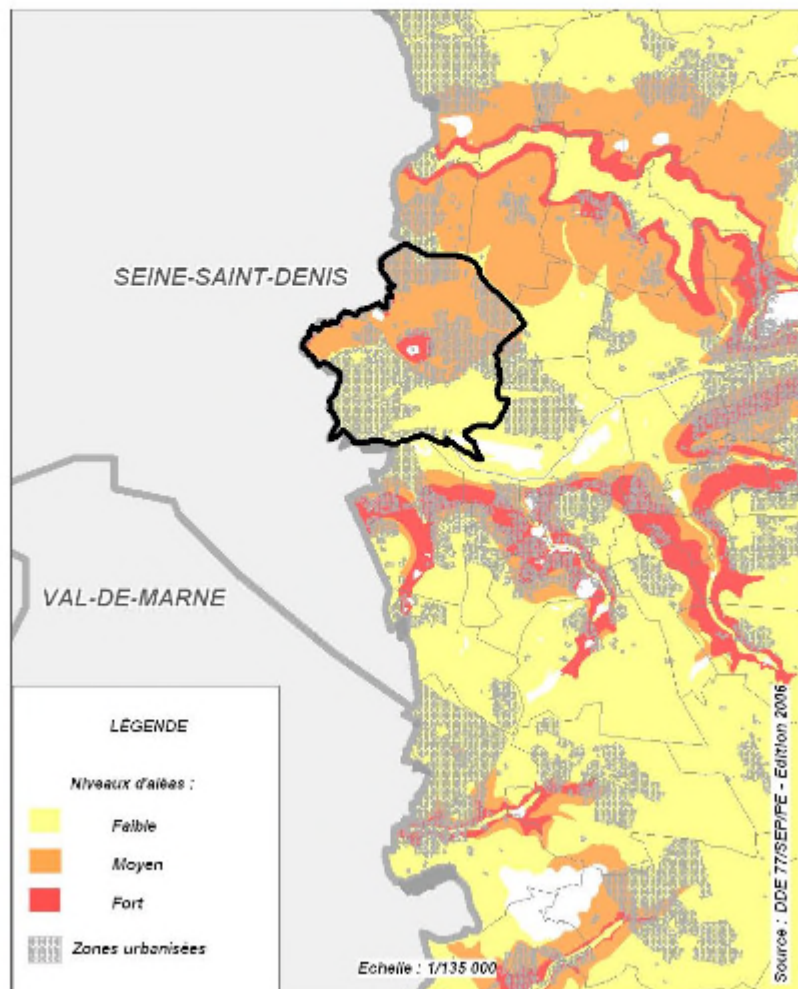 SEINE-SAINT-DENIS
VAL-DE-MARNE
LÉGENDE
Niveaux d'aléas :
Faible
Moyen
Fort
Zones urbanisées
Echelle : 1/135 000
Source : DDE 77/SEP/PE - Edition 2006